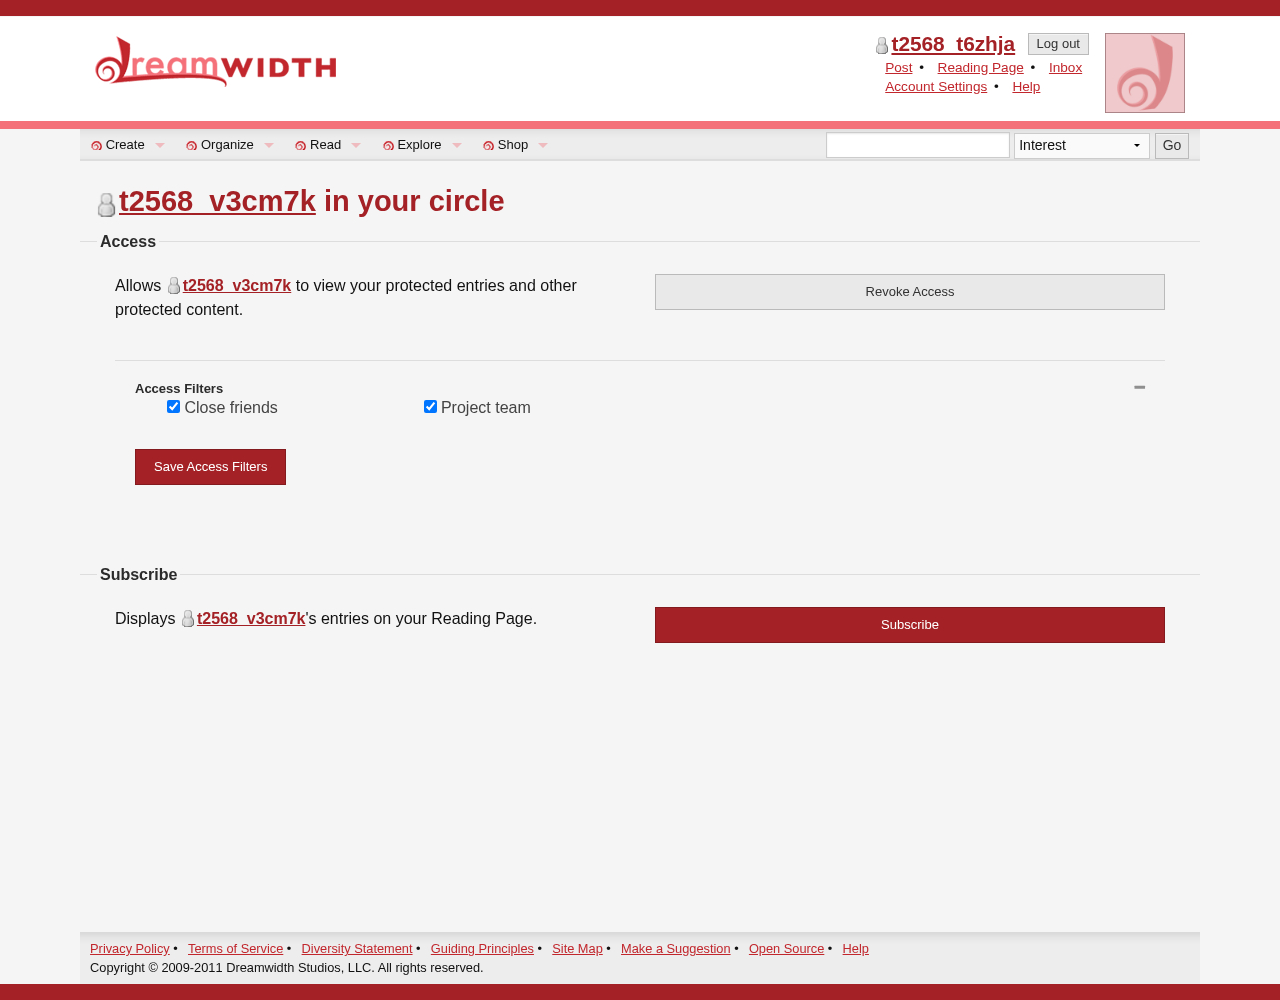 dreamWIDTH
t2568_t6zhja Log out
Post • Reading Page • Inbox
Account Settings • Help
Create Organize Read Explore Shop Interest Go
t2568_v3cm7k in your circle
Access
Allows t2568_v3cm7k to view your protected entries and other
protected content.
Revoke Access
Access Filters
Close friends Project team
Save Access Filters
Subscribe
Displays t2568_v3cm7k's entries on your Reading Page.
Subscribe
Privacy Policy • Terms of Service • Diversity Statement • Guiding Principles • Site Map • Make a Suggestion • Open Source • Help
Copyright © 2009-2011 Dreamwidth Studios, LLC. All rights reserved.